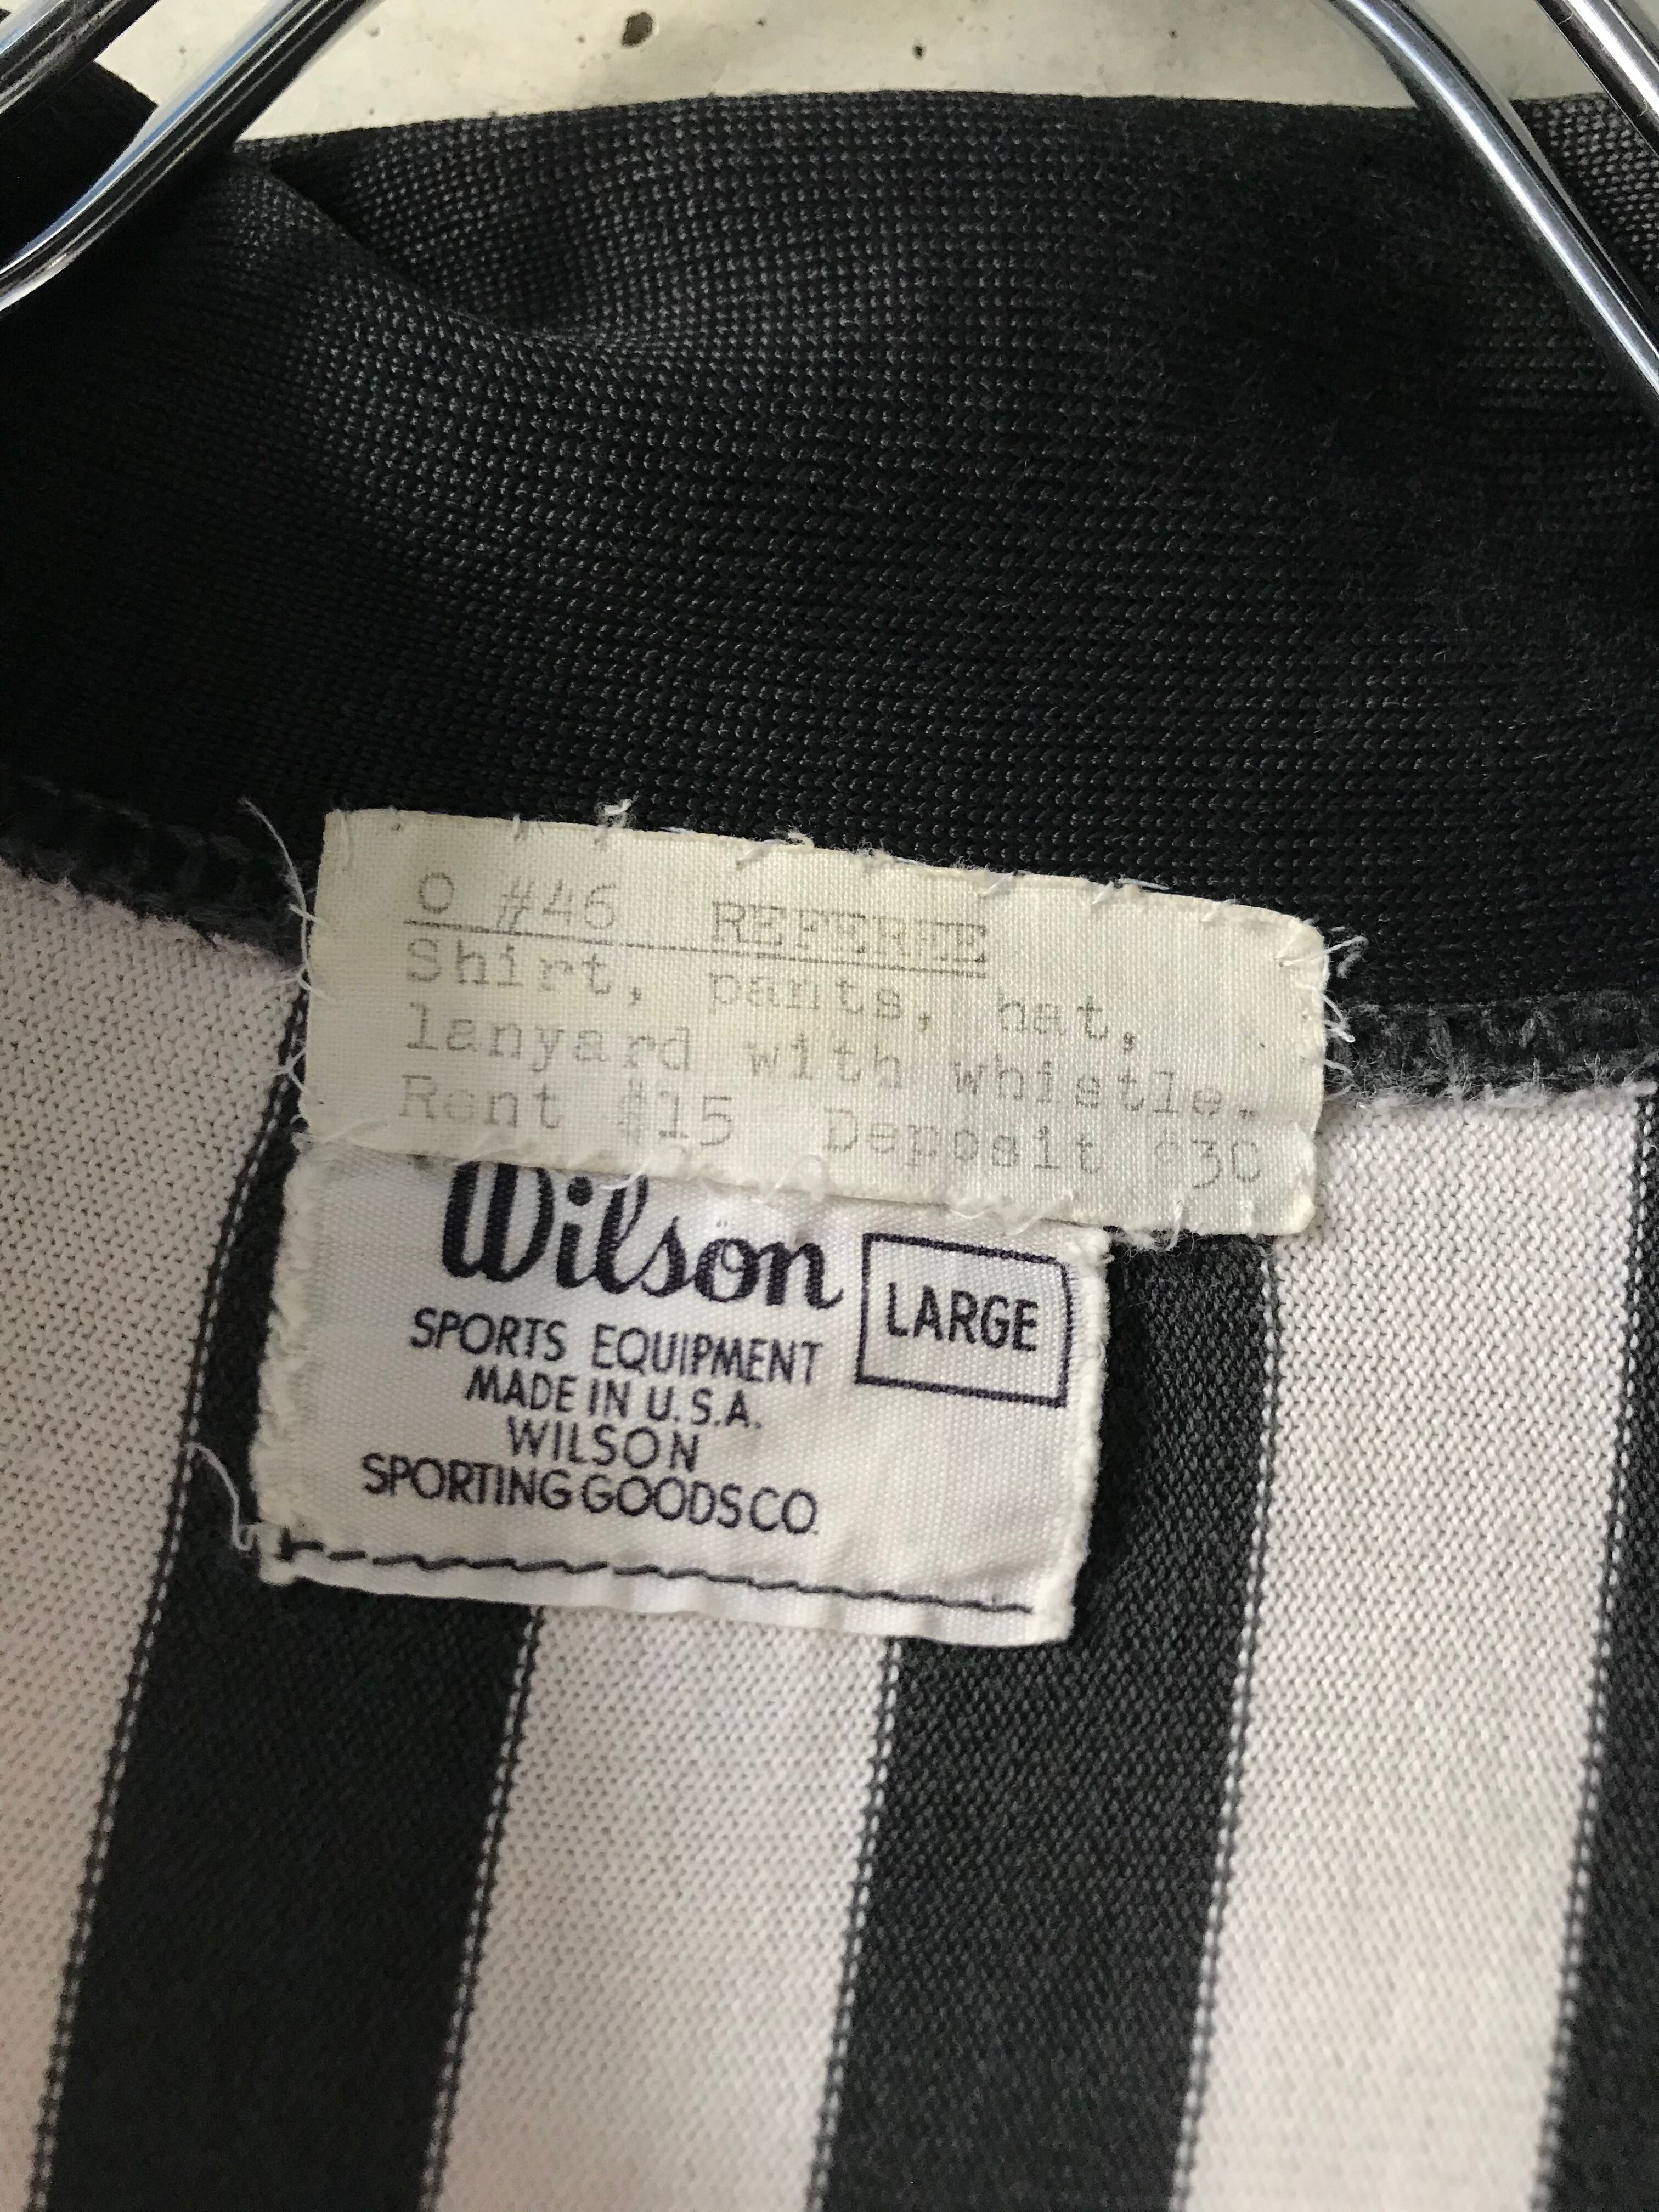 O #46 REFEREE
Shirt, pants, hat,
lanyard with whistle.
Rent $15 Deposit $30
Wilson
LARGE
SPORTS EQUIPMENT
MADE IN U.S.A.
WILSON
SPORTING GOODS CO.